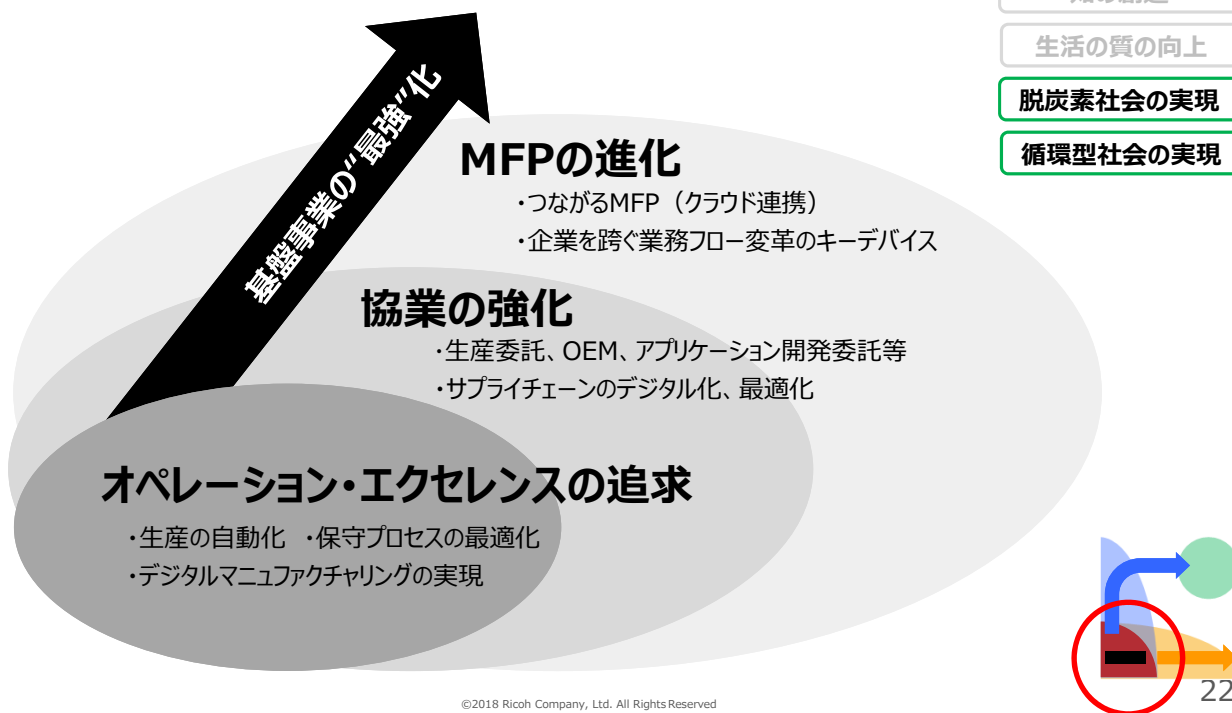 生活の質の向上
脱炭素社会の実現
循環型社会の実現
基盤事業の”最強”化
MFPの進化
・つながるMFP（クラウド連携）
・企業を跨ぐ業務フロー変革のキーデバイス
協業の強化
・生産委託、OEM、アプリケーション開発委託等
・サプライチェーンのデジタル化、最適化
オペレーション・エクセレンスの追求
・生産の自動化 ・保守プロセスの最適化
・デジタルマニュファクチャリングの実現
©2018 Ricoh Company, Ltd. All Rights Reserved
22